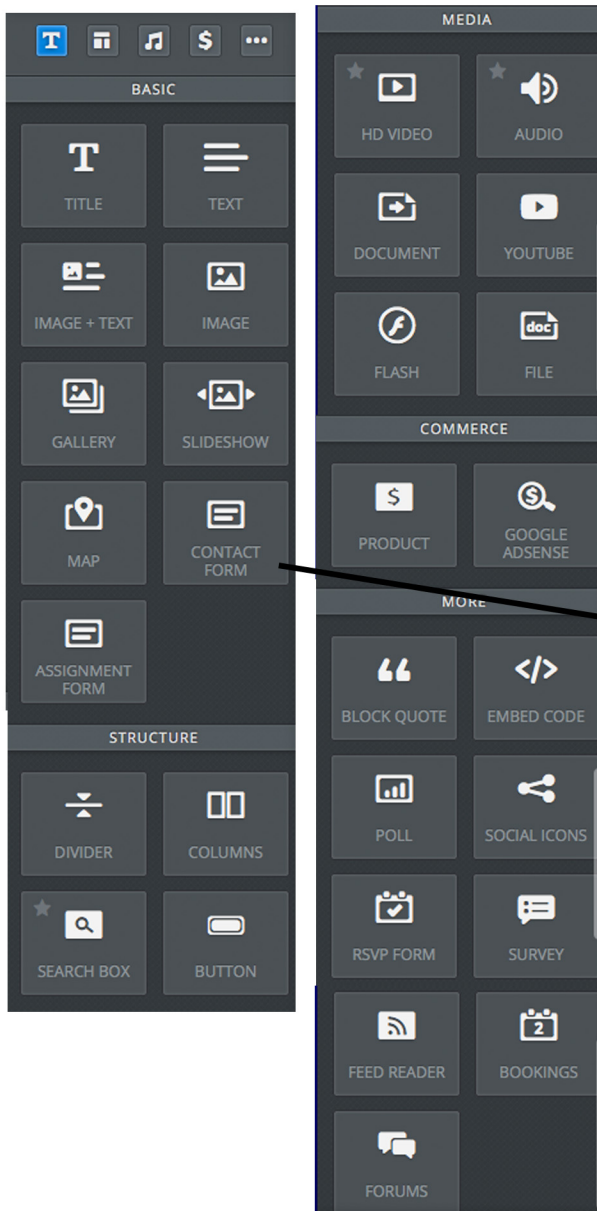 T
$
BASIC
T
TITLE
TEXT
IMAGE + TEXT
IMAGE
GALLERY
SLIDESHOW
MAP
CONTACT
FORM
ASSIGNMENT
FORM
STRUCTURE
DIVIDER
COLUMNS
SEARCH BOX
BUTTON
MEDIA
HD VIDEO
AUDIO
DOCUMENT
YOUTUBE
FLASH
doc
FILE
COMMERCE
$
PRODUCT
$
GOOGLE
ADSENSE
MORE
BLOCK QUOTE
</>
EMBED CODE
POLL
SOCIAL ICONS
RSVP FORM
SURVEY
FEED READER
2
BOOKINGS
FORUMS